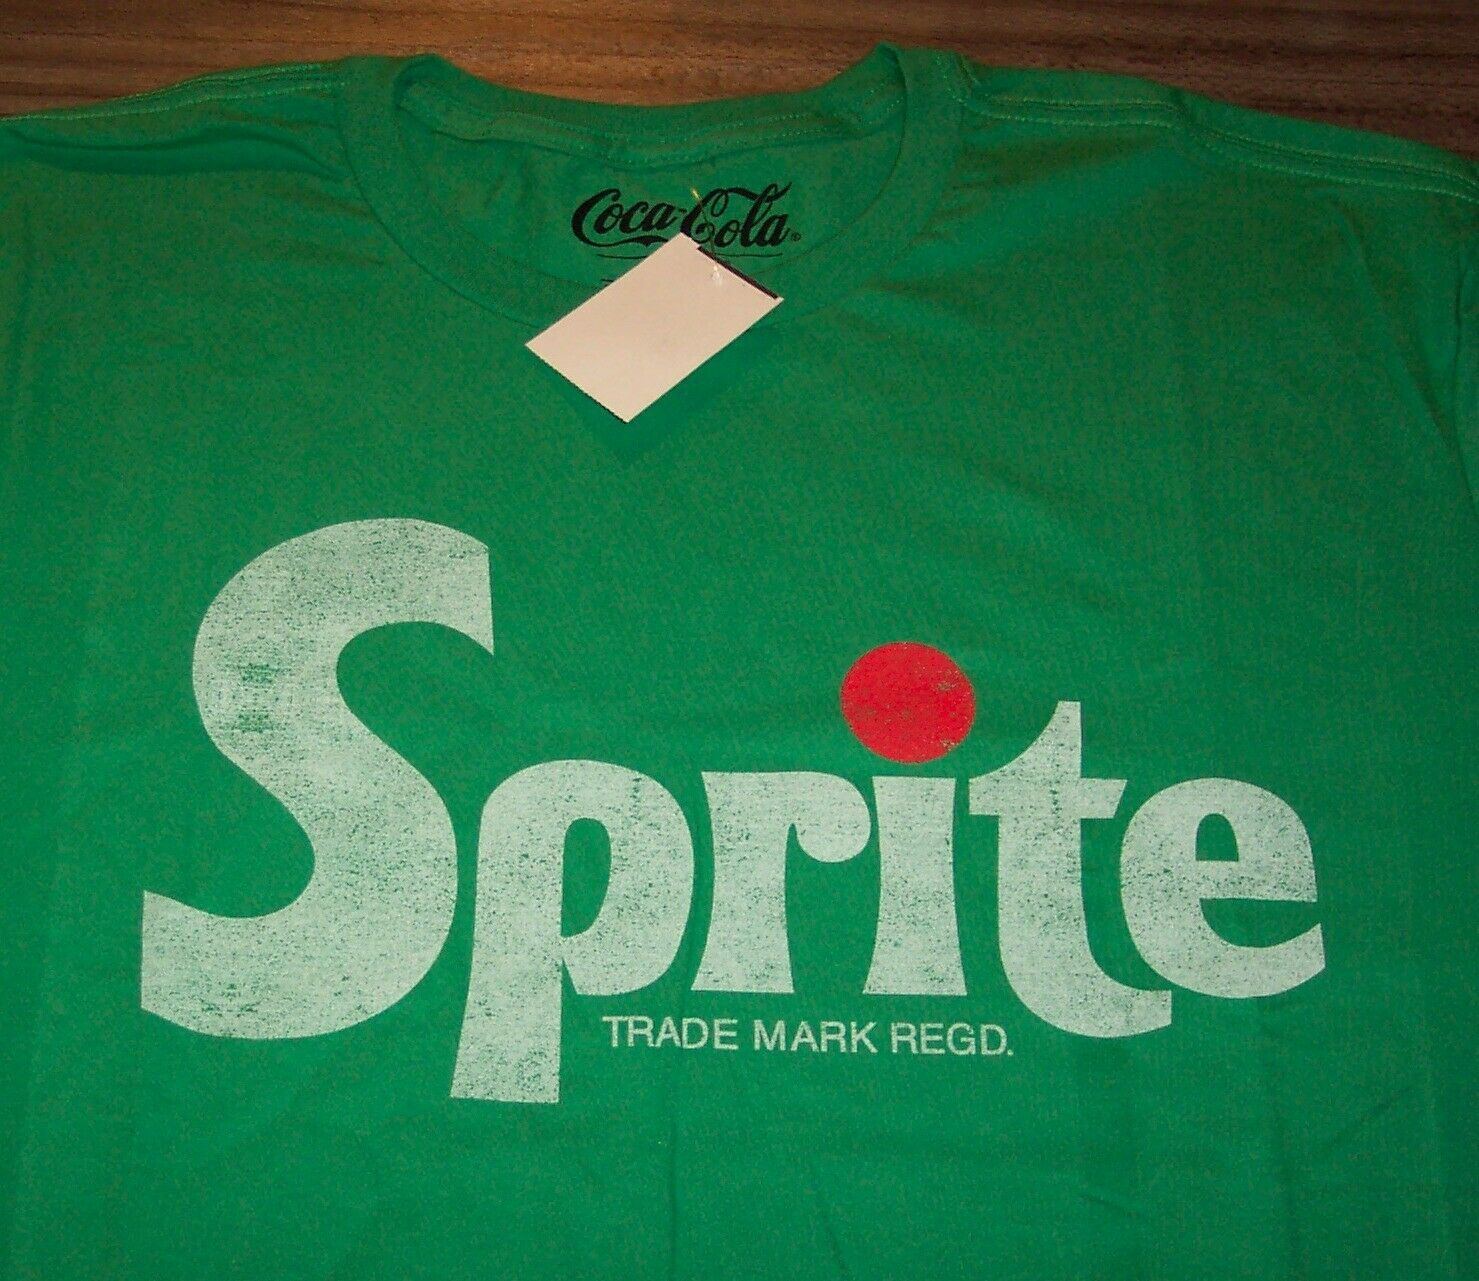 Coca-Cola®
Sprite
TRADE MARK REGD.